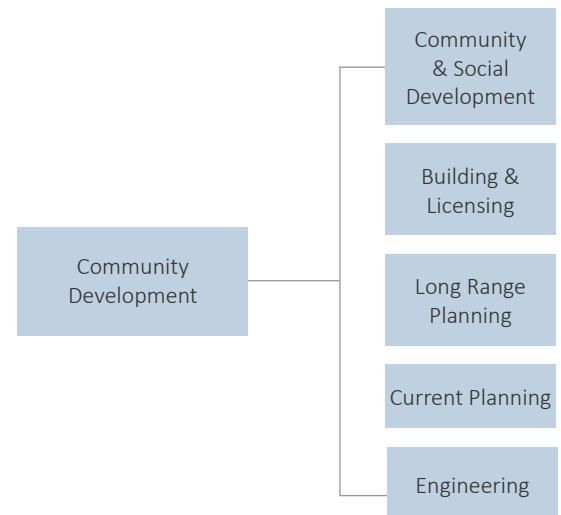 Community
& Social
Development
Building &
Licensing
Community
Development
Long Range
Planning
Current Planning
Engineering